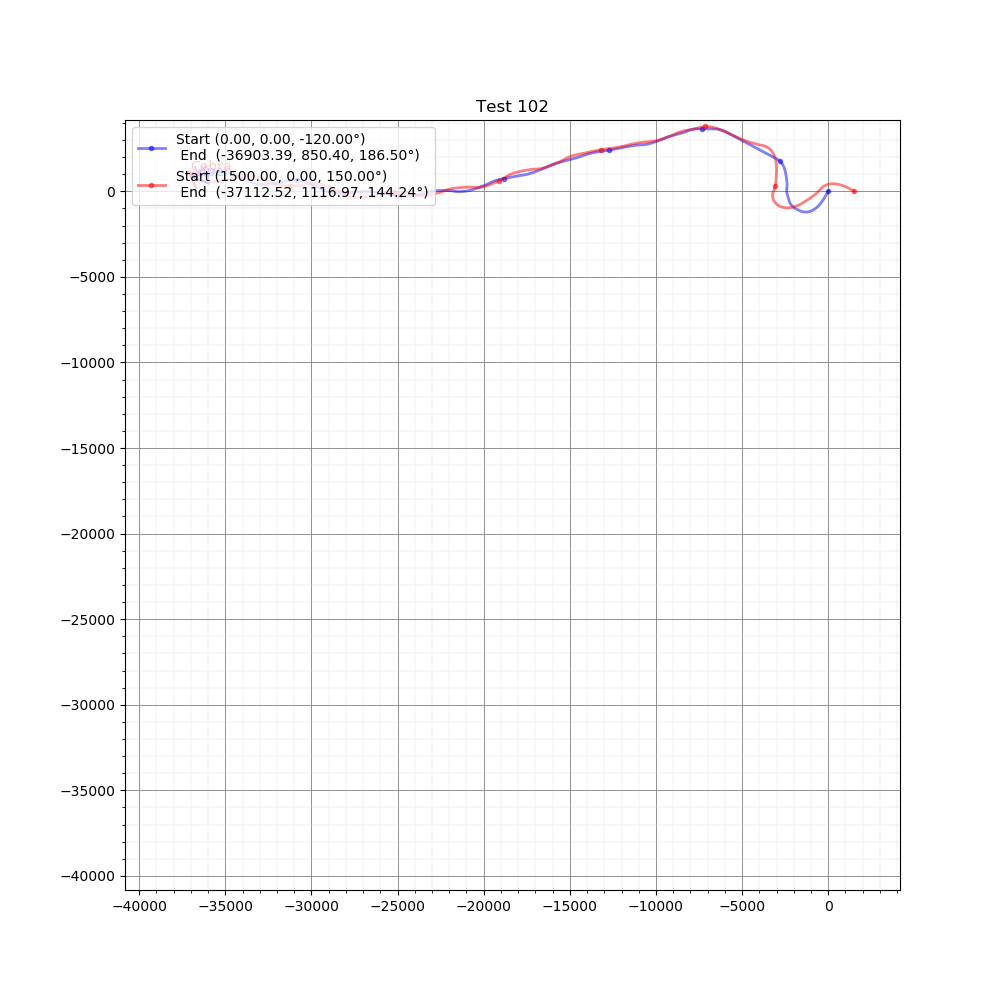 Test 102
Start (0.00, 0.00, -120.00°)
End (-36903.39, 850.40, 186.50°)
Start (1500.00, 0.00, 150.00°)
End (-37112.52, 1116.97, 144.24°)
Cobra
0
−5000
−10000
−15000
−20000
−25000
−30000
−35000
−40000
−40000 −35000 −30000 −25000 −20000 −15000 −10000 −5000 0